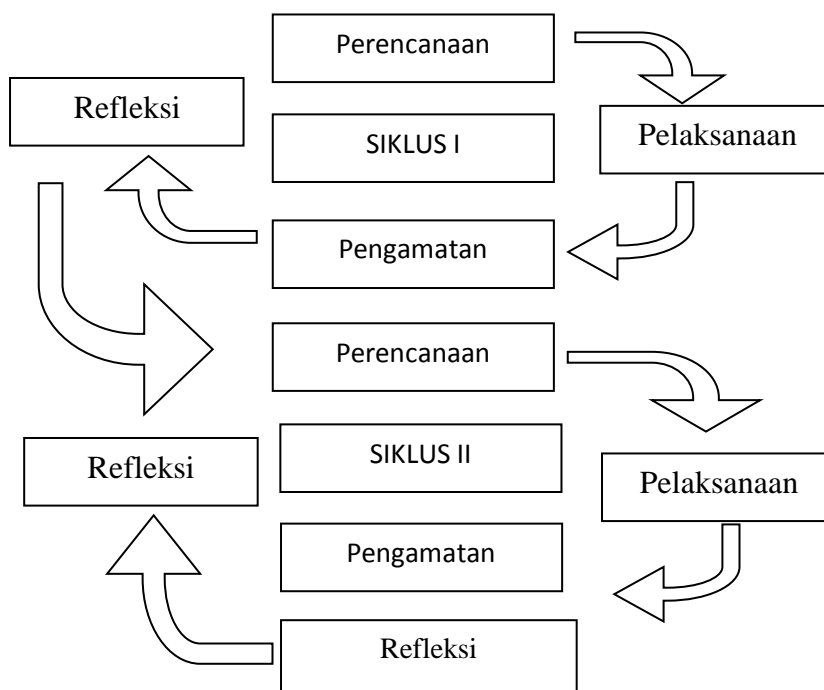 Perencanaan
Refleksi
Pelaksanaan
SIKLUS I
Pengamatan
Perencanaan
Refleksi
SIKLUS II
Pelaksanaan
Pengamatan
Refleksi